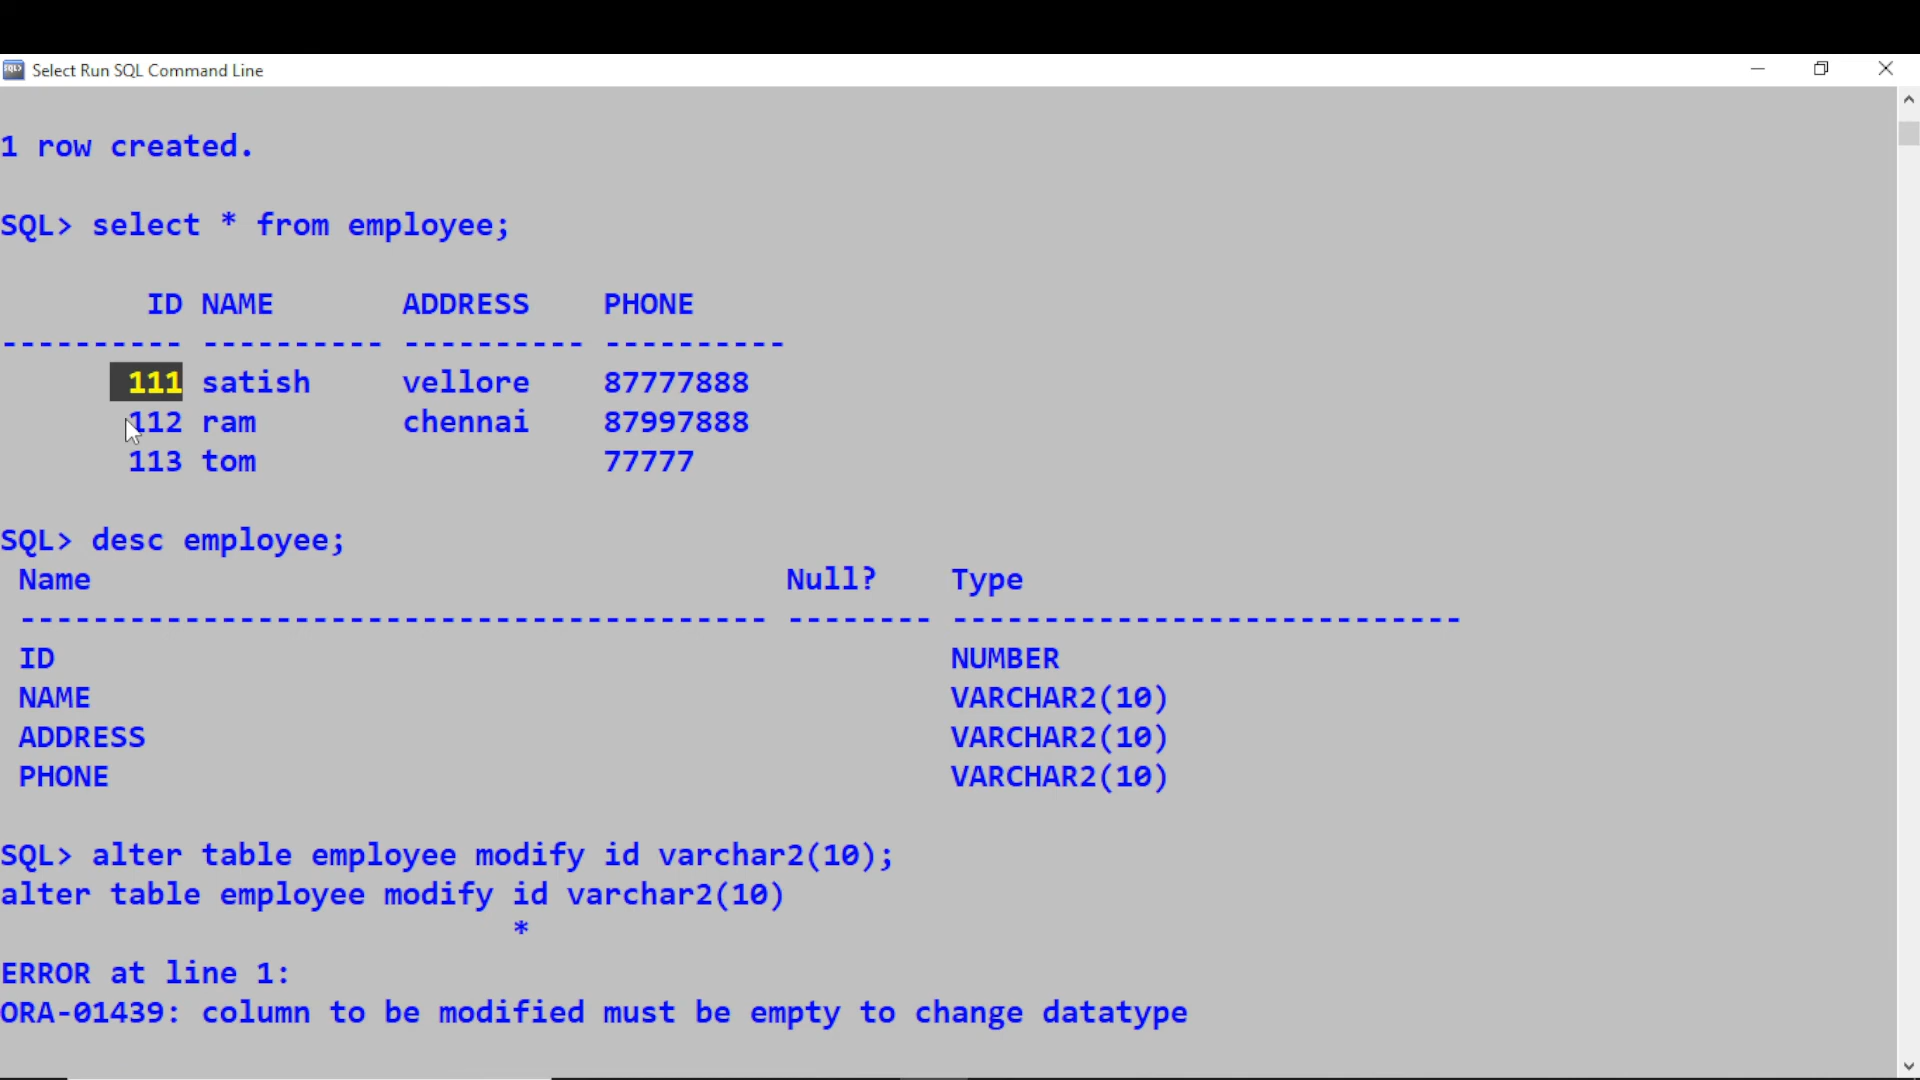 Select Run SQL Command Line
1 row created.
SQL> select * from employee;
ID NAME ADDRESS PHONE
---------- ---------- ---------- ----------
111 satish vellore 87777888
112 ram chennai 87997888
113 tom 77777
SQL> desc employee;
Name Null? Type
----------------------------------------- -------- ----------------------------
ID NUMBER
NAME VARCHAR2(10)
ADDRESS VARCHAR2(10)
PHONE VARCHAR2(10)
SQL> alter table employee modify id varchar2(10);
alter table employee modify id varchar2(10)
*
ERROR at line 1:
ORA-01439: column to be modified must be empty to change datatype